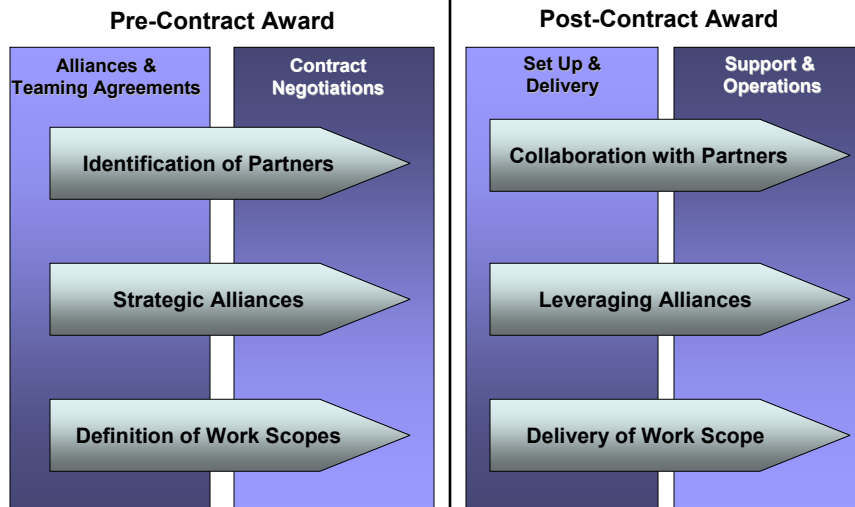 Pre-Contract Award
Alliances &
Teaming Agreements
Contract
Negotiations
Identification of Partners
Strategic Alliances
Definition of Work Scopes
Post-Contract Award
Set Up &
Delivery
Support &
Operations
Collaboration with Partners
Leveraging Alliances
Delivery of Work Scope